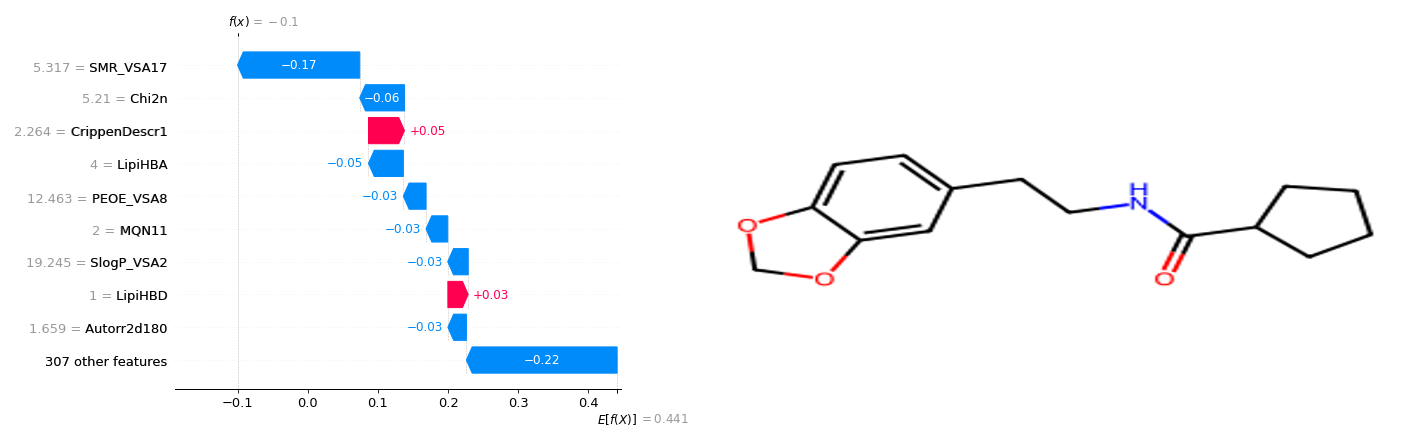 f(x) = −0.1
5.317 = SMR_VSA17
−0.17
5.21 = Chi2n
−0.06
2.264 = CrippenDescr1
+0.05
4 = LipiHBA
−0.05
12.463 = PEOE_VSA8
−0.03
2 = MQN11
−0.03
19.245 = SlogP_VSA2
−0.03
1 = LipiHBD
+0.03
1.659 = Autorr2d180
−0.03
307 other features
−0.22
−0.1 0.0 0.1 0.2 0.3 0.4
E[f(X)] = 0.441
H
N
O
O
O